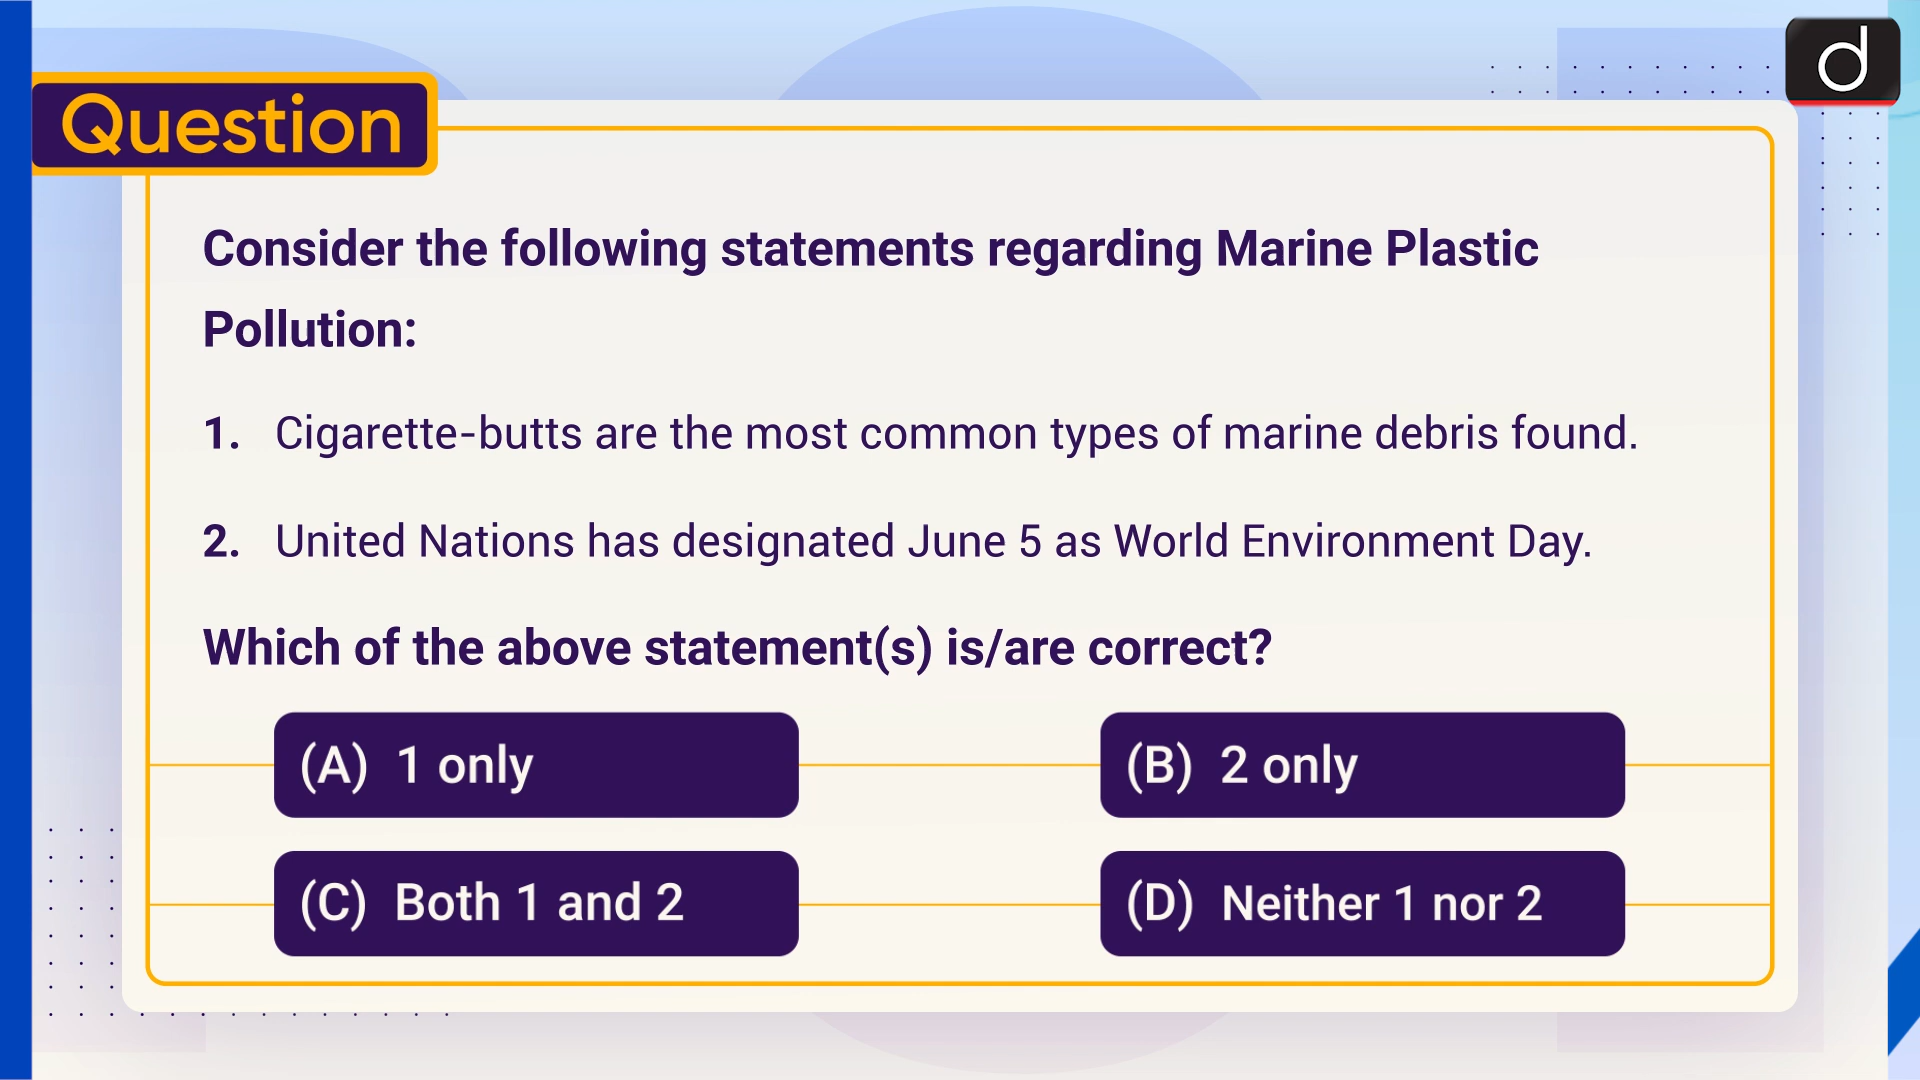 Question
Consider the following statements regarding Marine Plastic
Pollution:
1. Cigarette-butts are the most common types of marine debris found.
2. United Nations has designated June 5 as World Environment Day.
Which of the above statement(s) is/are correct?
(A) 1 only
(B) 2 only
(C) Both 1 and 2
(D) Neither 1 nor 2
d